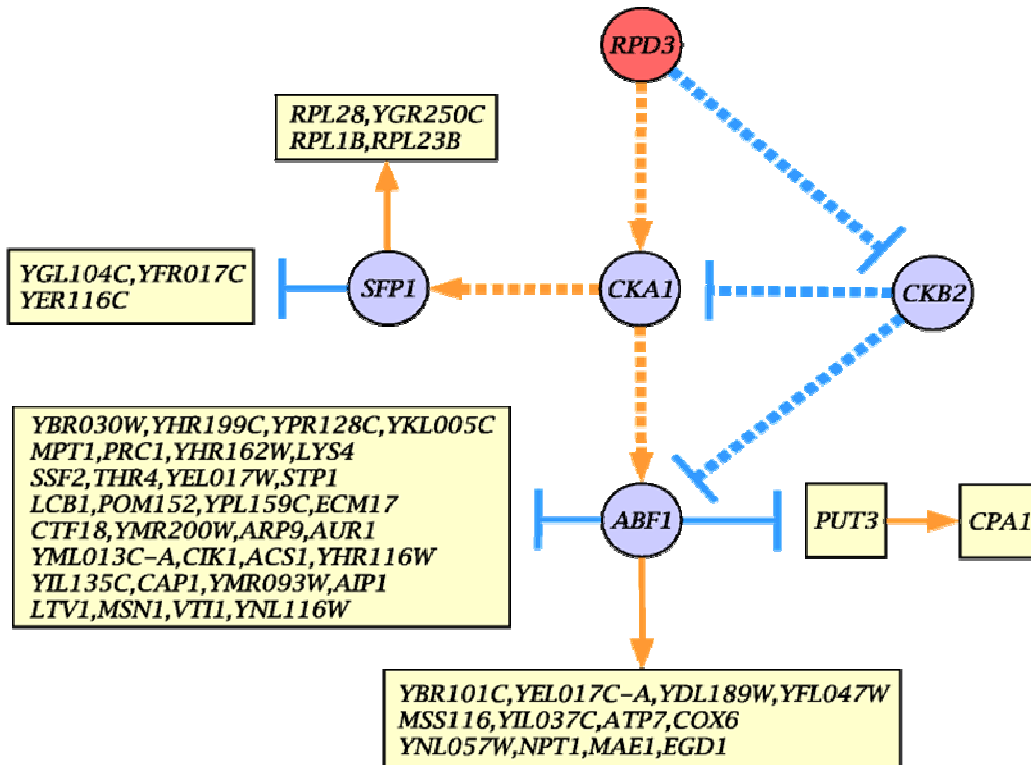 RPD3
RPL28,YGR250C
RPL1B,RPL23B
YGL104C,YFR017C
YER116C
SFP1
CKA1
CKB2
YBR030W,YHR199C,YPR128C,YKL005C
MPT1,PRC1,YHR162W,LYS4
SSF2,THR4,YEL017W,STP1
LCB1,POM152,YPL159C,ECM17
CTF18,YMR200W,ARP9,AUR1
YML013C-A,CIK1,ACS1,YHR116W
YIL135C,CAP1,YMR093W,AIP1
LTV1,MSN1,VTI1,YNL116W
ABF1
PUT3
CPA1
YBR101C,YEL017C-A,YDL189W,YFL047W
MSS116,YIL037C,ATP7,COX6
YNL057W,NPT1,MAE1,EGD1